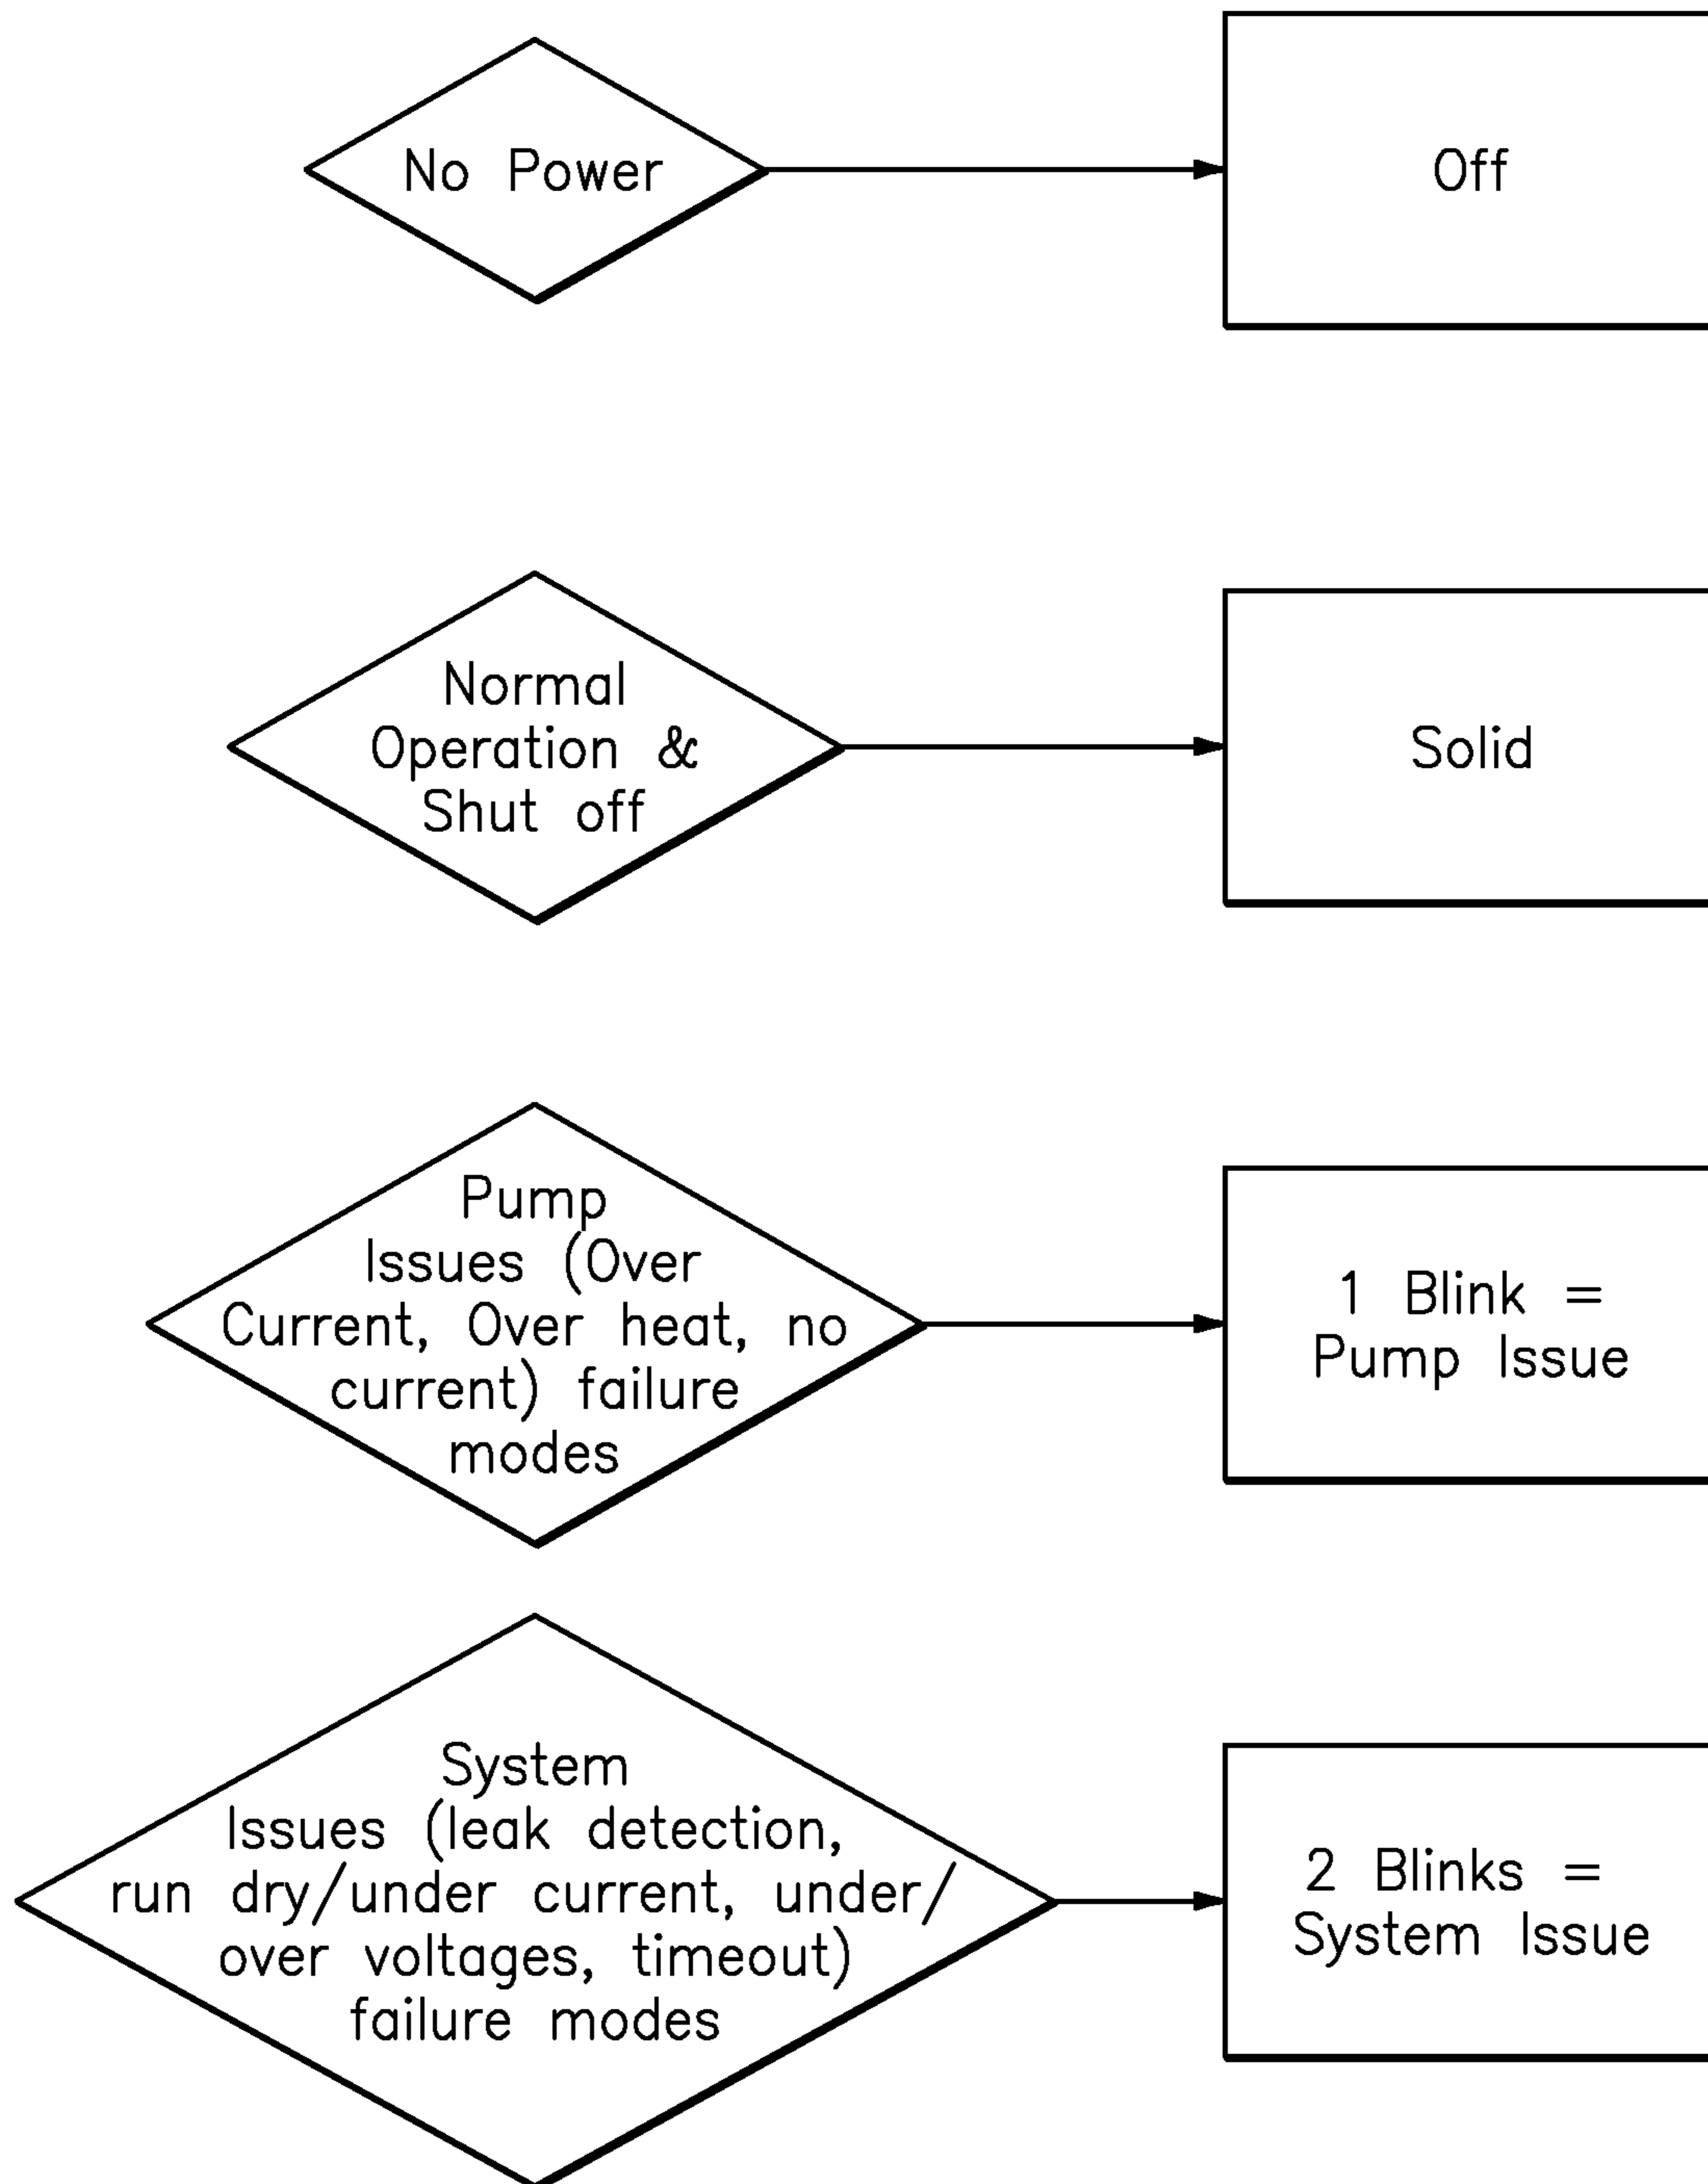 No Power
Off
Normal
Operation &
Shut off
Solid
Pump
Issues (Over
Current, Over heat, no
current) failure
modes
1 Blink =
Pump Issue
System
Issues (leak detection,
run dry/under current, under/
over voltages, timeout)
failure modes
2 Blinks =
System Issue